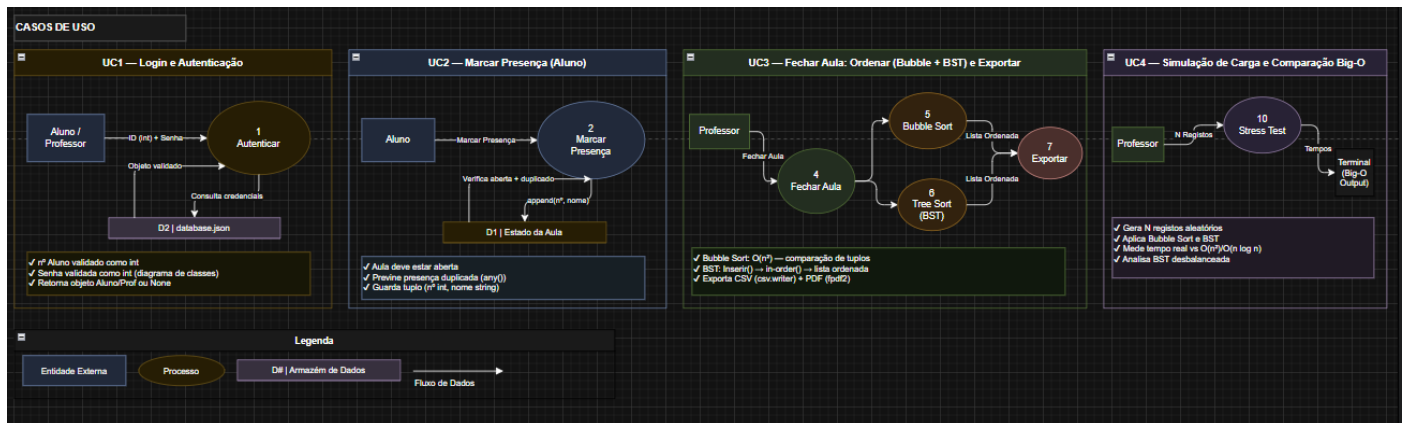 CASOS DE USO
UC1 — Login e Autenticação
Aluno /
Professor
ID (int) + Senha
1
Autenticar
Objeto validado
Consulta credenciais
D2 | database.json
✓ nº Aluno validado como int
✓ Senha validada como int (diagrama de classes)
✓ Retorna objeto Aluno/Prof ou None
UC2 — Marcar Presença (Aluno)
Aluno
Marcar Presença
2
Marcar
Presença
Verifica aberta + duplicado
append(nº, nome)
D1 | Estado da Aula
✓ Aula deve estar aberta
✓ Previne presença duplicada (any())
✓ Guarda tuplo (nº int, nome string)
UC3 — Fechar Aula: Ordenar (Bubble + BST) e Exportar
Professor
Fechar Aula
4
Fechar Aula
5
Bubble Sort
6
Tree Sort
(BST)
Lista Ordenada
Lista Ordenada
7
Exportar
✓ Bubble Sort: O(n²) — comparação de tuplos
✓ BST: Inserir() → in-order() → lista ordenada
✓ Exporta CSV (csv.writer) + PDF (fpdf2)
UC4 — Simulação de Carga e Comparação Big-O
Professor
N Registos
10
Stress Test
Tempos
Terminal
(Big-O
Output)
✓ Gera N registos aleatórios
✓ Aplica Bubble Sort e BST
✓ Mede tempo real vs O(n²)/O(n log n)
✓ Analisa BST desbalanceada
Legenda
Entidade Externa
Processo
D# | Armazém de Dados
Fluxo de Dados